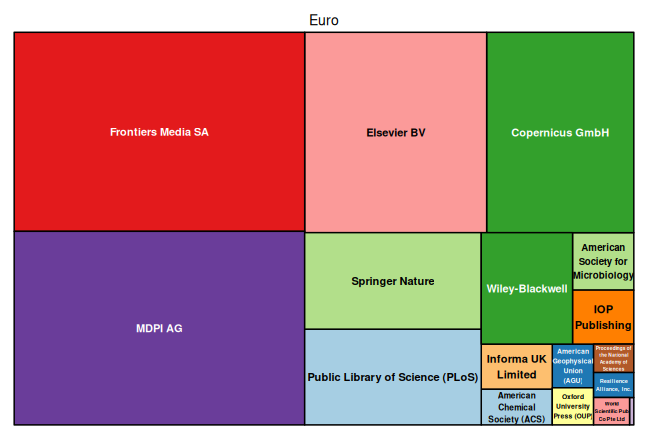 Euro
Frontiers Media SA
Elsevier BV
Copernicus GmbH
MDPI AG
Springer Nature
Public Library of Science (PLoS)
Wiley-Blackwell
American
Society for
Microbiology
IOP
Publishing
Informa UK
Limited
American
Chemical
Society (ACS)
American
Geophysical
Union
(AGU)
Oxford
University
Press (OUP)
Proceedings of
the National
Academy of
Sciences
Resilience
Alliance, Inc.
World
Scientific Pub
Co Pte Ltd